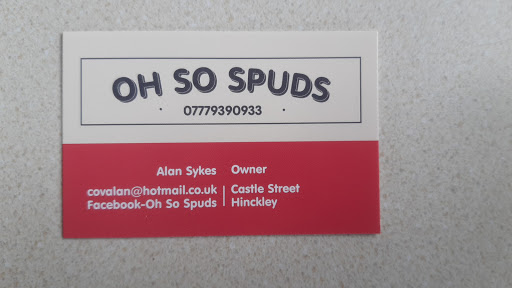 OH SO SPUDS
· 07779390933 ·
Alan Sykes Owner
covalan@hotmail.co.uk | Castle Street
Facebook-Oh So Spuds | Hinckley